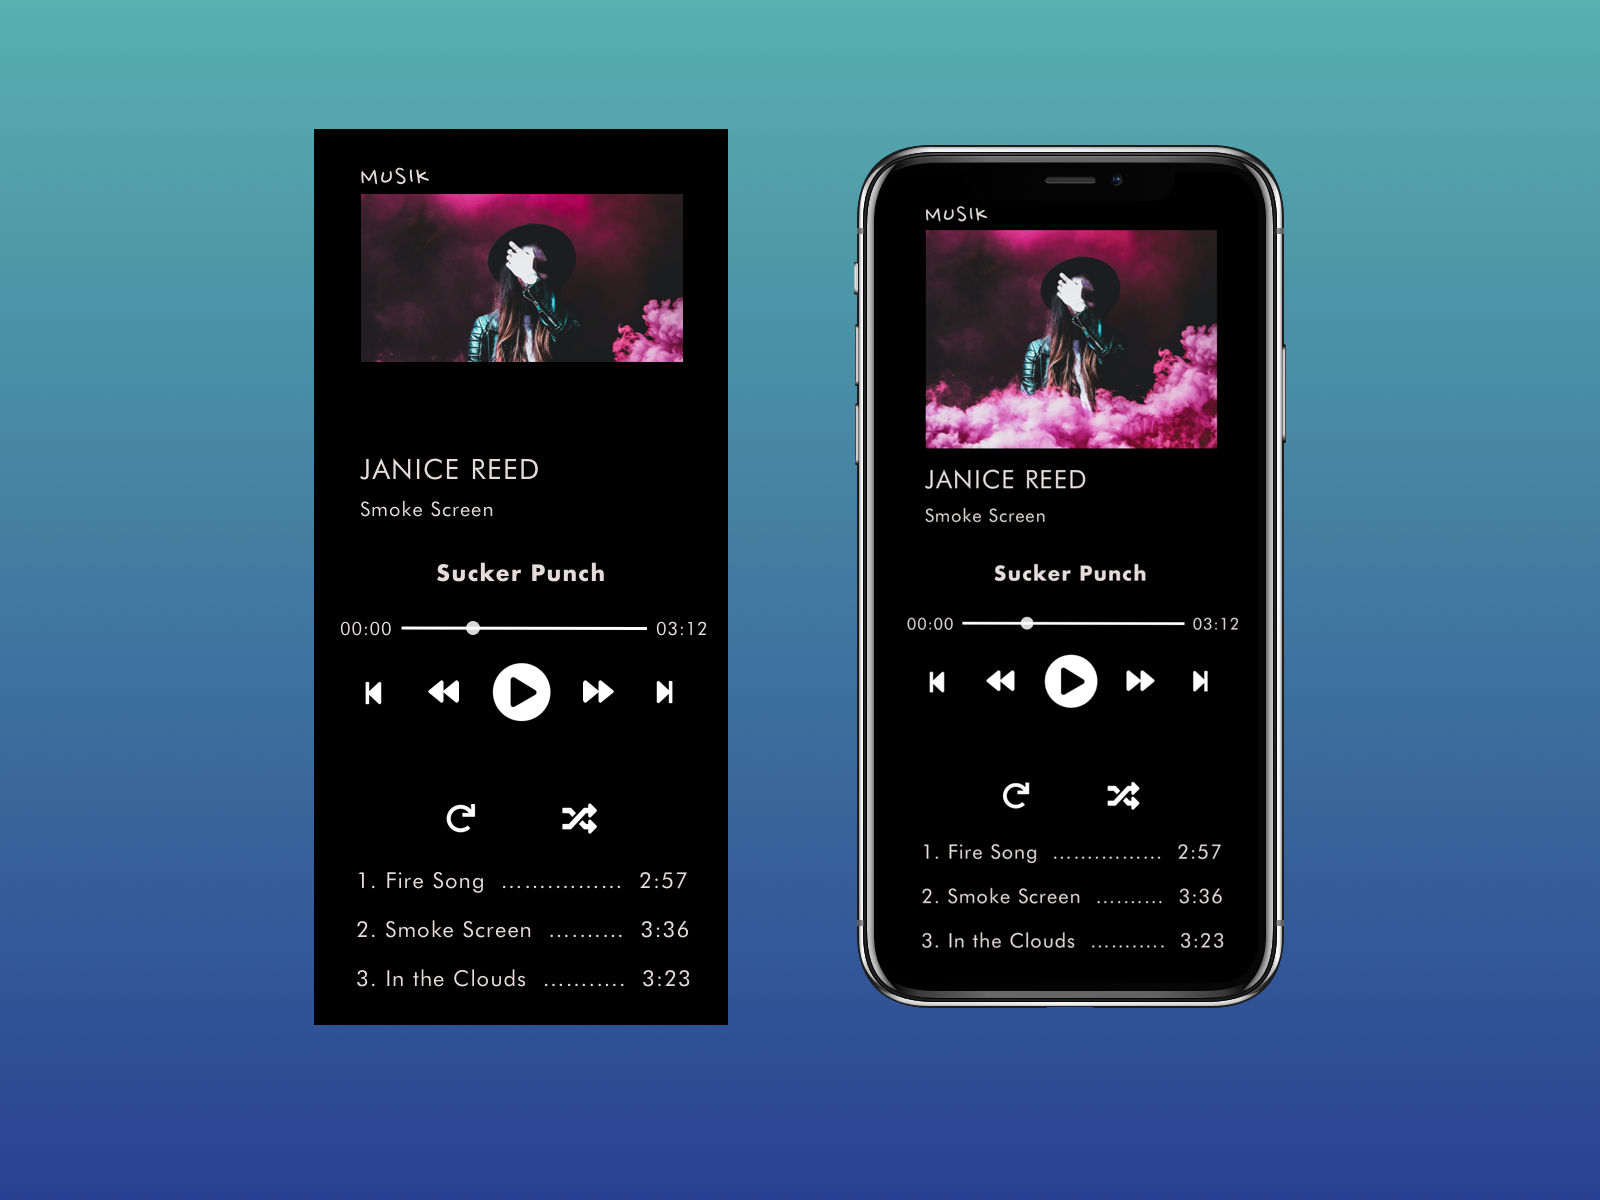 MUSIK
JANICE REED
Smoke Screen
Sucker Punch
00:00 03:12
1. Fire Song ................ 2:57
2. Smoke Screen .......... 3:36
3. In the Clouds ........... 3:23
MUSIK
JANICE REED
Smoke Screen
Sucker Punch
00:00 03:12
1. Fire Song ................ 2:57
2. Smoke Screen .......... 3:36
3. In the Clouds ........... 3:23